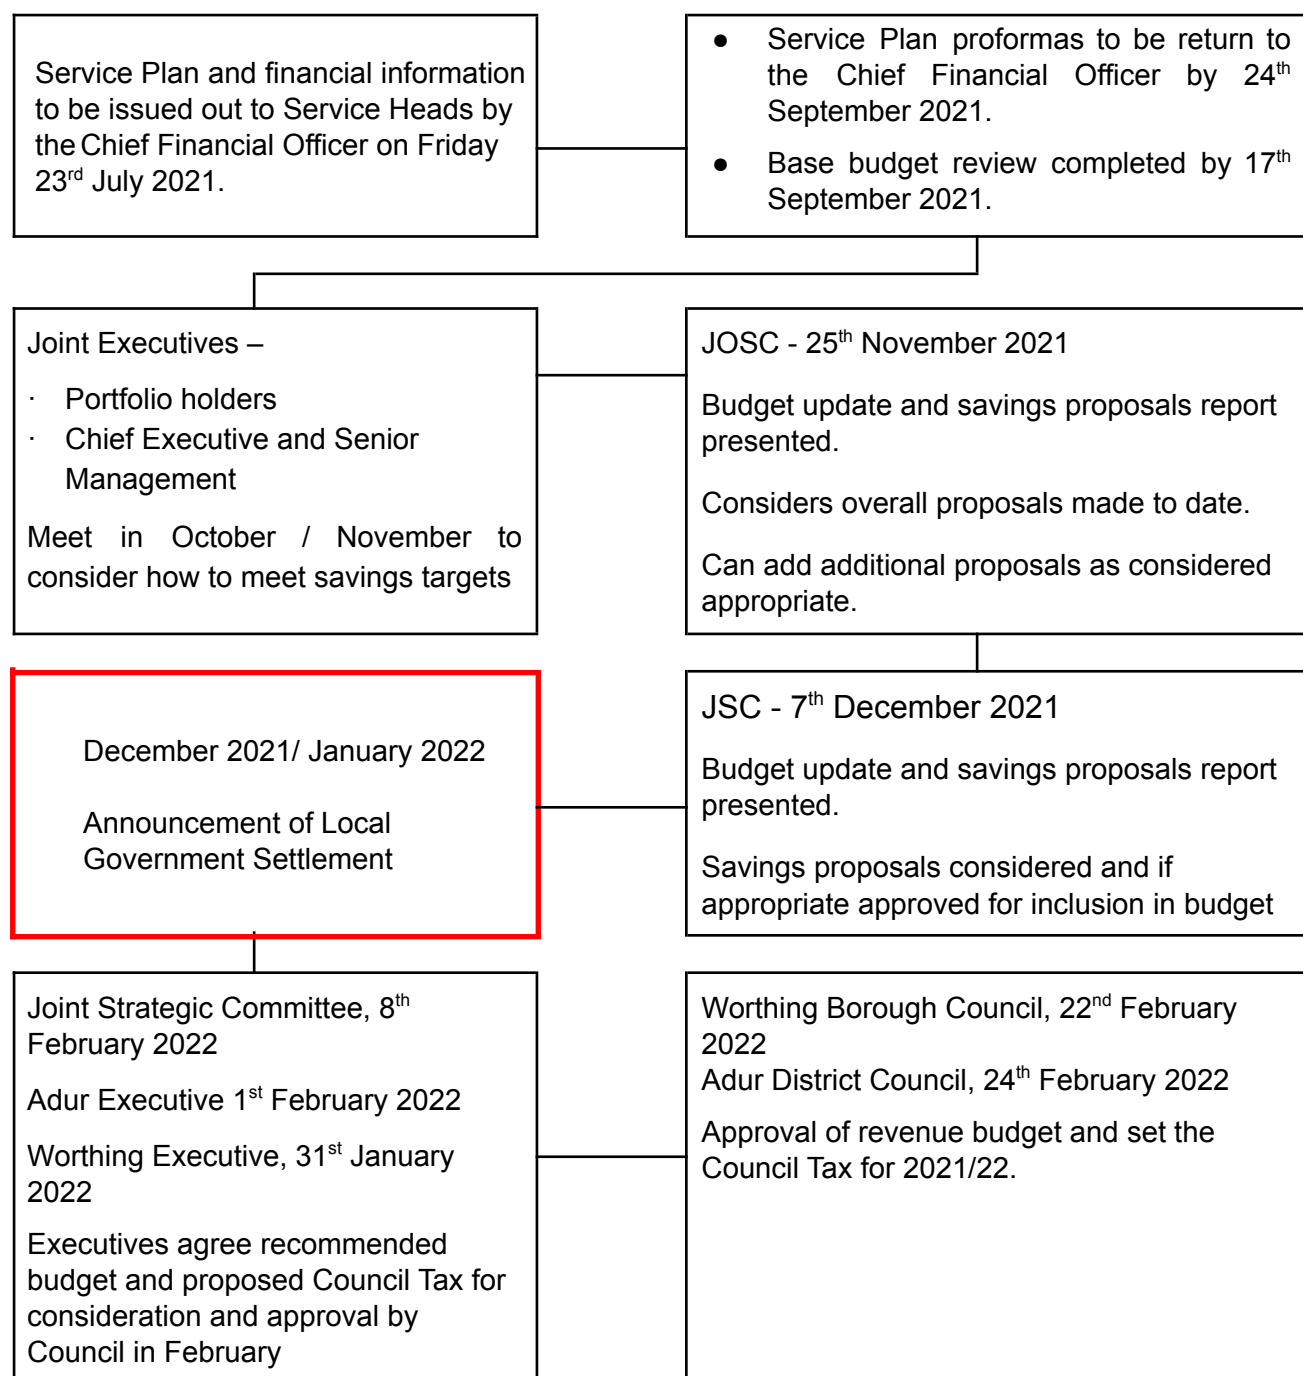 Service Plan and financial information
to be issued out to Service Heads by
the Chief Financial Officer on Friday
23rd July 2021.
● Service Plan proformas to be return to
the Chief Financial Officer by 24th
September 2021.
● Base budget review completed by 17th
September 2021.
Joint Executives –
· Portfolio holders
· Chief Executive and Senior
Management
Meet in October / November to
consider how to meet savings targets
JOSC - 25th November 2021
Budget update and savings proposals report
presented.
Considers overall proposals made to date.
Can add additional proposals as considered
appropriate.
December 2021/ January 2022
Announcement of Local
Government Settlement
JSC - 7th December 2021
Budget update and savings proposals report
presented.
Savings proposals considered and if
appropriate approved for inclusion in budget
Joint Strategic Committee, 8th
February 2022
Adur Executive 1st February 2022
Worthing Executive, 31st January
2022
Executives agree recommended
budget and proposed Council Tax for
consideration and approval by
Council in February
Worthing Borough Council, 22nd February
2022
Adur District Council, 24th February 2022
Approval of revenue budget and set the
Council Tax for 2021/22.